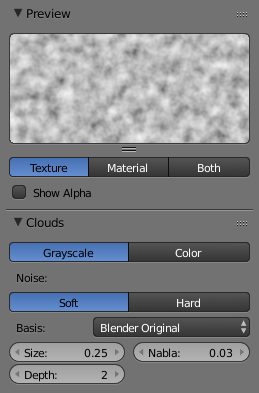 Preview
Texture Material Both
Show Alpha
Clouds
Grayscale Color
Noise:
Soft Hard
Basis: Blender Original
Size: 0.25 Nabla: 0.03
Depth: 2